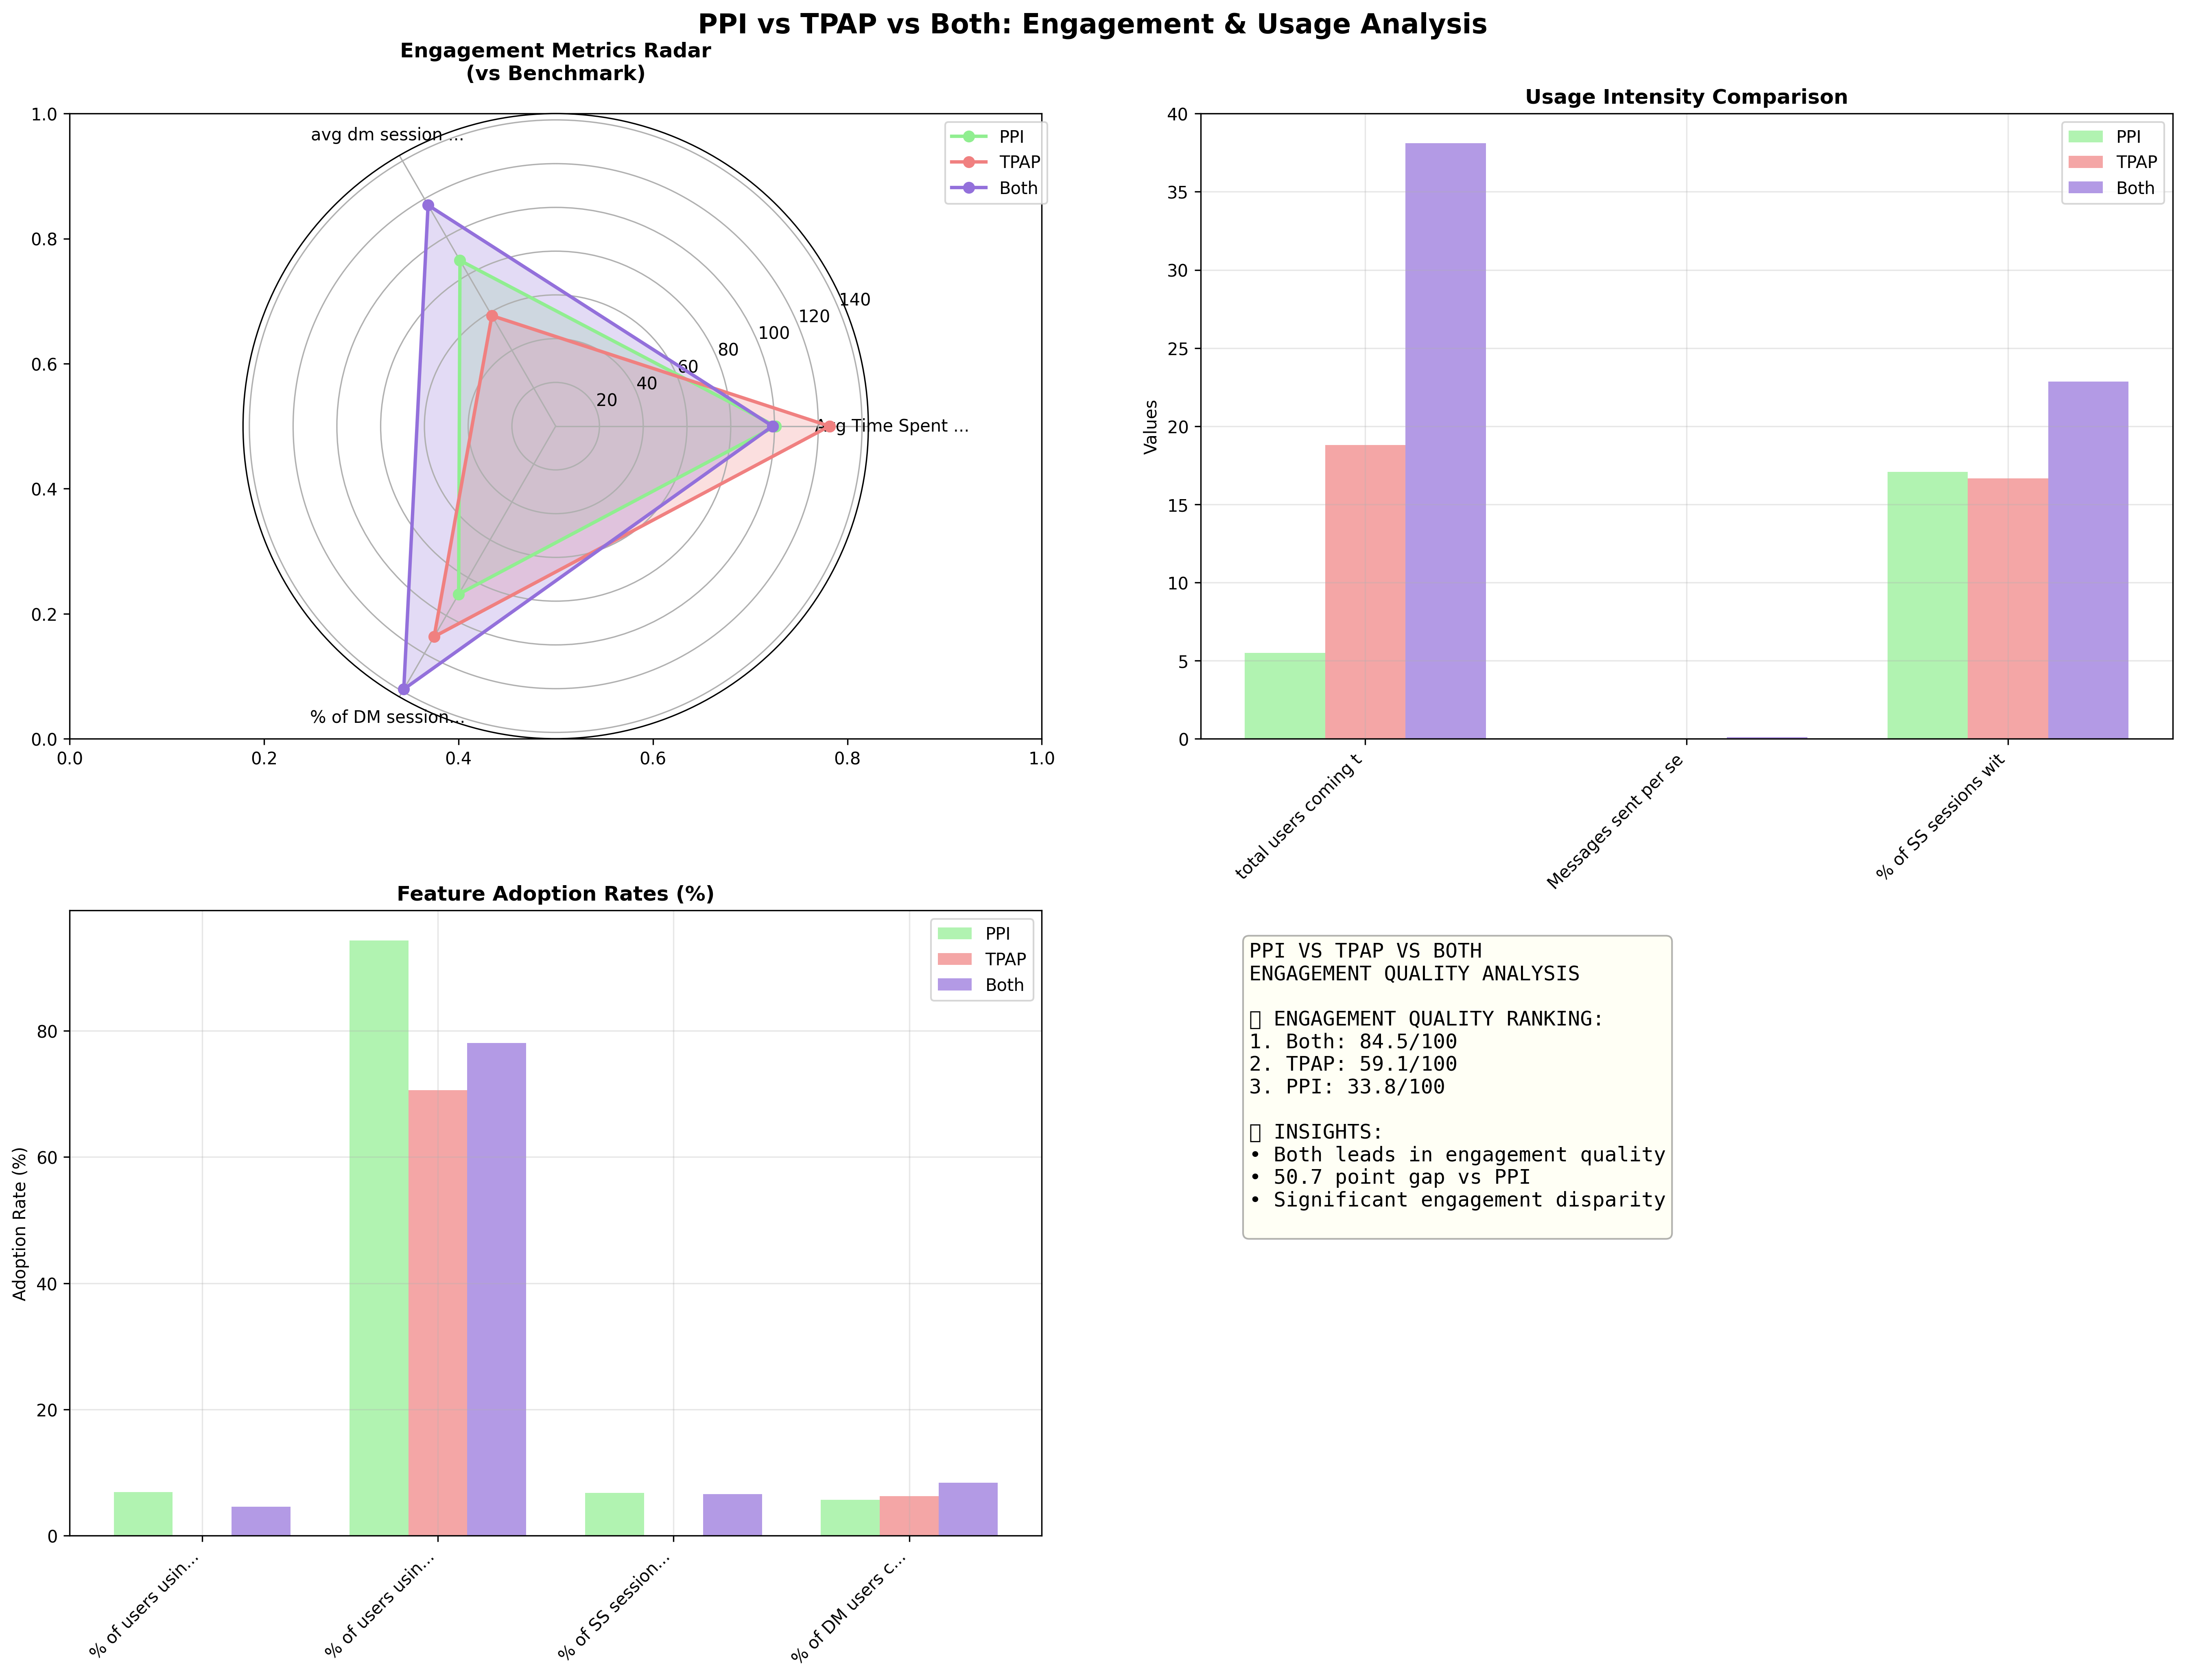 PPI vs TPAP vs Both: Engagement & Usage Analysis
Engagement Metrics Radar
(vs Benchmark)
1.0
0.8
0.6
0.4
0.2
0.0
0.0
0.2
0.4
0.6
0.8
1.0
avg dm session ...
Avg Time Spent ...
% of DM session...
20
40
60
80
100
120
140
PPI
TPAP
Both
Usage Intensity Comparison
Values
40
35
30
25
20
15
10
5
0
total users coming t
Messages sent per se
% of SS sessions wit
PPI
TPAP
Both
Feature Adoption Rates (%)
Adoption Rate (%)
80
60
40
20
0
% of users usin...
% of users usin...
% of SS session...
% of DM users c...
PPI
TPAP
Both
PPI VS TPAP VS BOTH
ENGAGEMENT QUALITY ANALYSIS
ENGAGEMENT QUALITY RANKING:
1. Both: 84.5/100
2. TPAP: 59.1/100
3. PPI: 33.8/100
INSIGHTS:
• Both leads in engagement quality
• 50.7 point gap vs PPI
• Significant engagement disparity